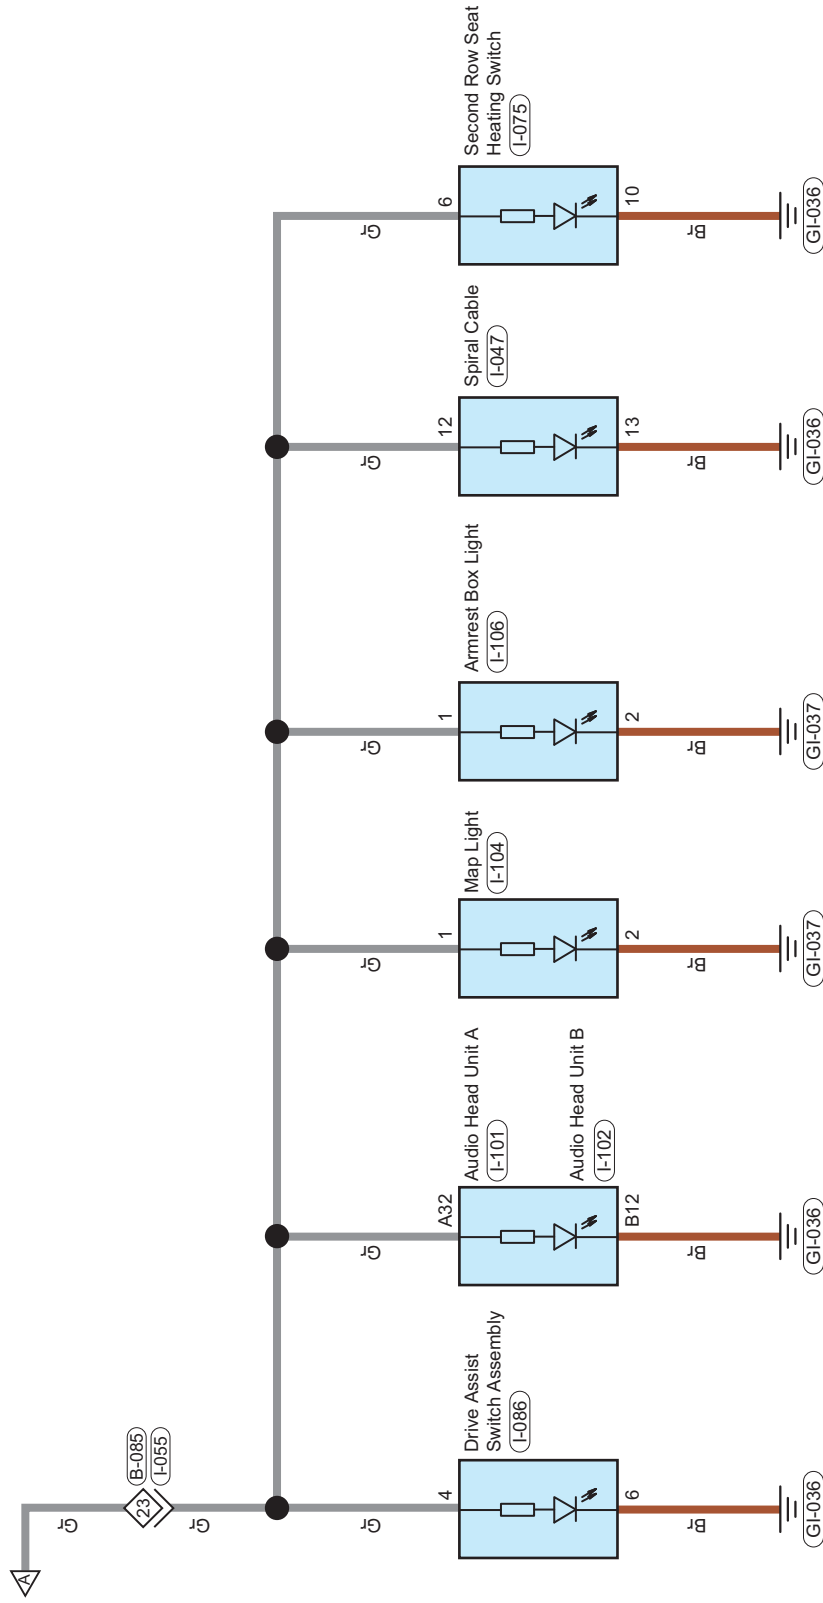 A
Gr
23
B-085
I-055
Gr
Gr
4
Drive Assist
Switch Assembly
I-086
6
Br
GI-036
Gr
A32
Audio Head Unit A
I-101
Audio Head Unit B
I-102
B12
Br
GI-036
Gr
1
Map Light
I-104
2
Br
GI-037
Gr
1
Armrest Box Light
I-106
2
Br
GI-037
Gr
12
Spiral Cable
I-047
13
Br
GI-036
Gr
6
Second Row Seat
Heating Switch
I-075
10
Br
GI-036